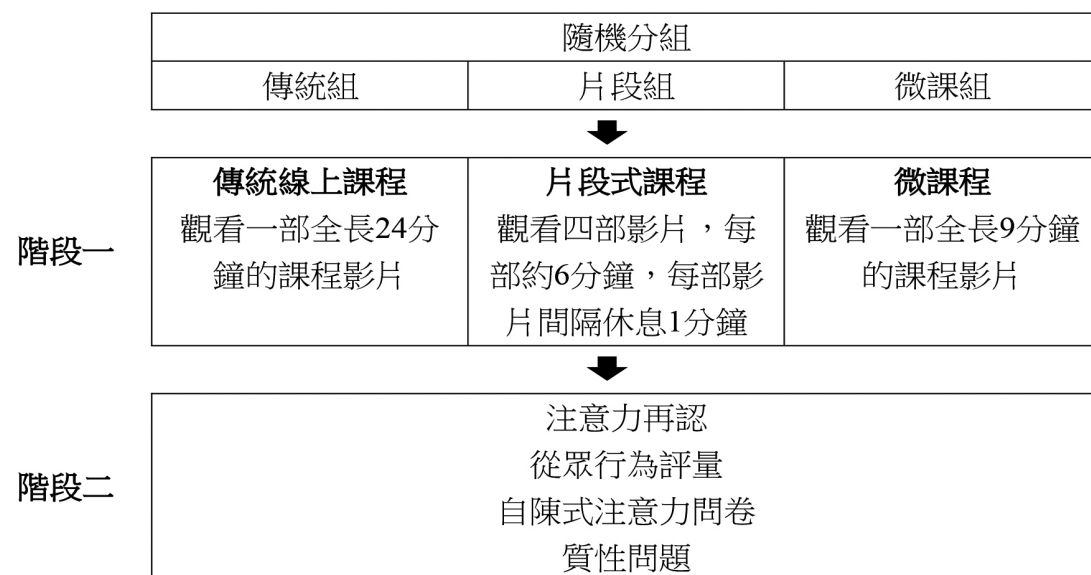 隨機分組
傳統組
片段組
微課組
階段一
傳統線上課程
觀看一部全長24分
鐘的課程影片
片段式課程
觀看四部影片，每
部約6分鐘，每部影
片間隔休息1分鐘
微課程
觀看一部全長9分鐘
的課程影片
階段二
注意力再認
從眾行為評量
自陳式注意力問卷
質性問題